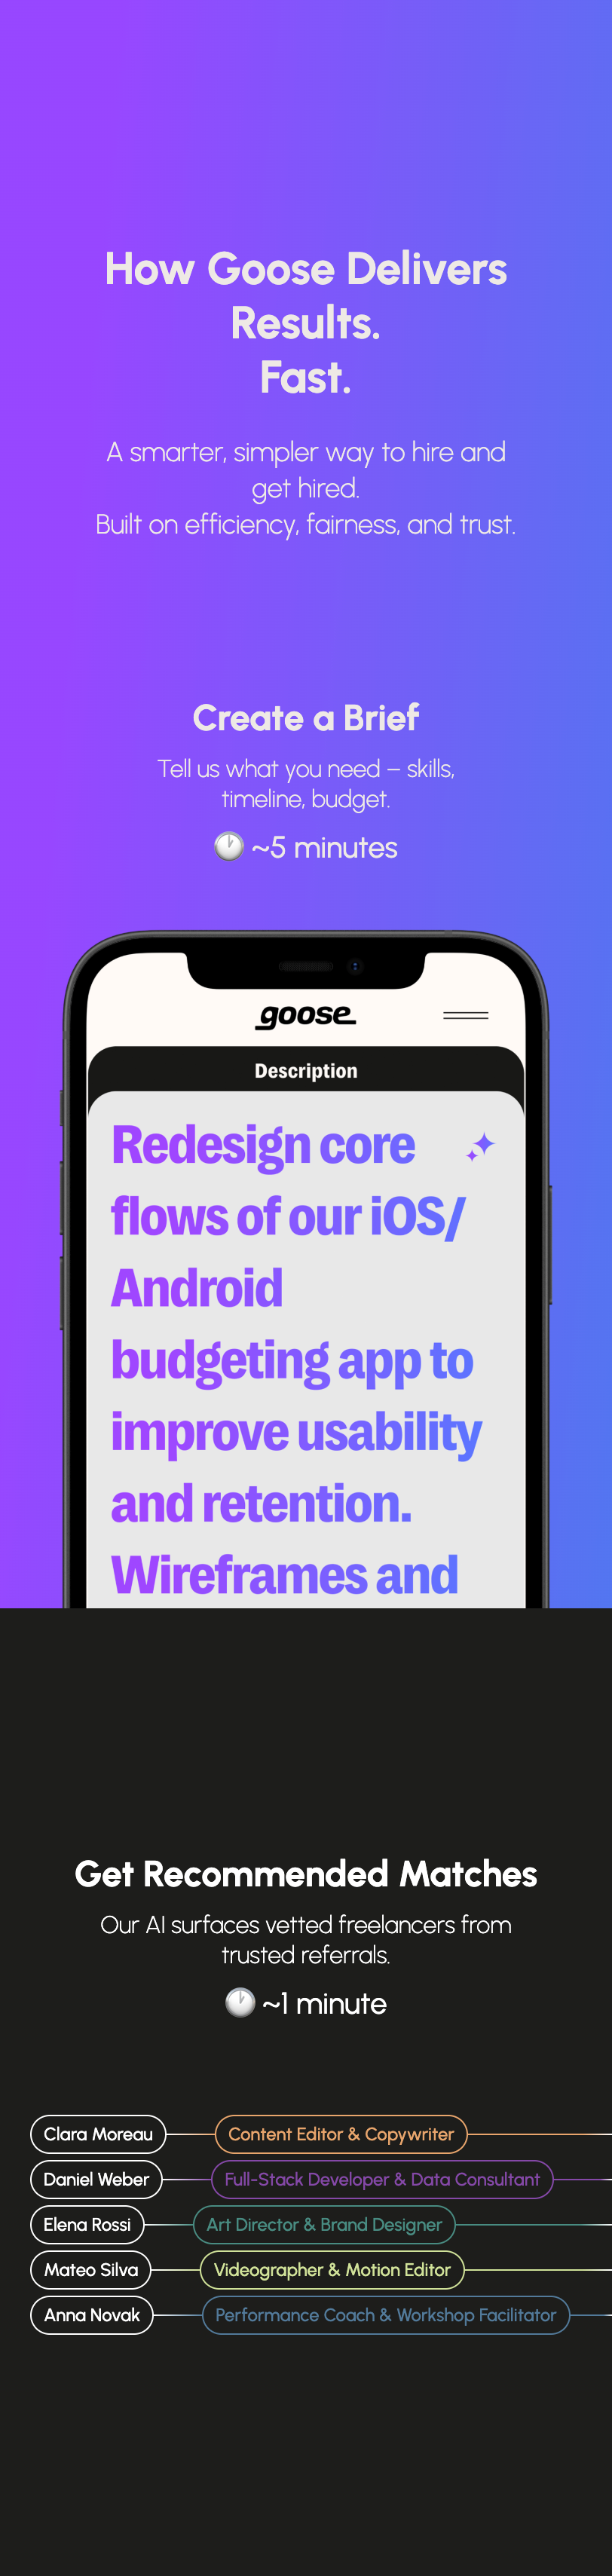 How Goose Delivers
Results.
Fast.
A smarter, simpler way to hire and
get hired.
Built on efficiency, fairness, and trust.
Create a Brief
Tell us what you need – skills,
timeline, budget.
🕐 ~5 minutes
goose
Description
Redesign core
flows of our iOS/
Android
budgeting app to
improve usability
and retention.
Wireframes and
Get Recommended Matches
Our AI surfaces vetted freelancers from
trusted referrals.
🕐 ~1 minute
Clara Moreau Content Editor & Copywriter
Daniel Weber Full-Stack Developer & Data Consultant
Elena Rossi Art Director & Brand Designer
Mateo Silva Videographer & Motion Editor
Anna Novak Performance Coach & Workshop Facilitator